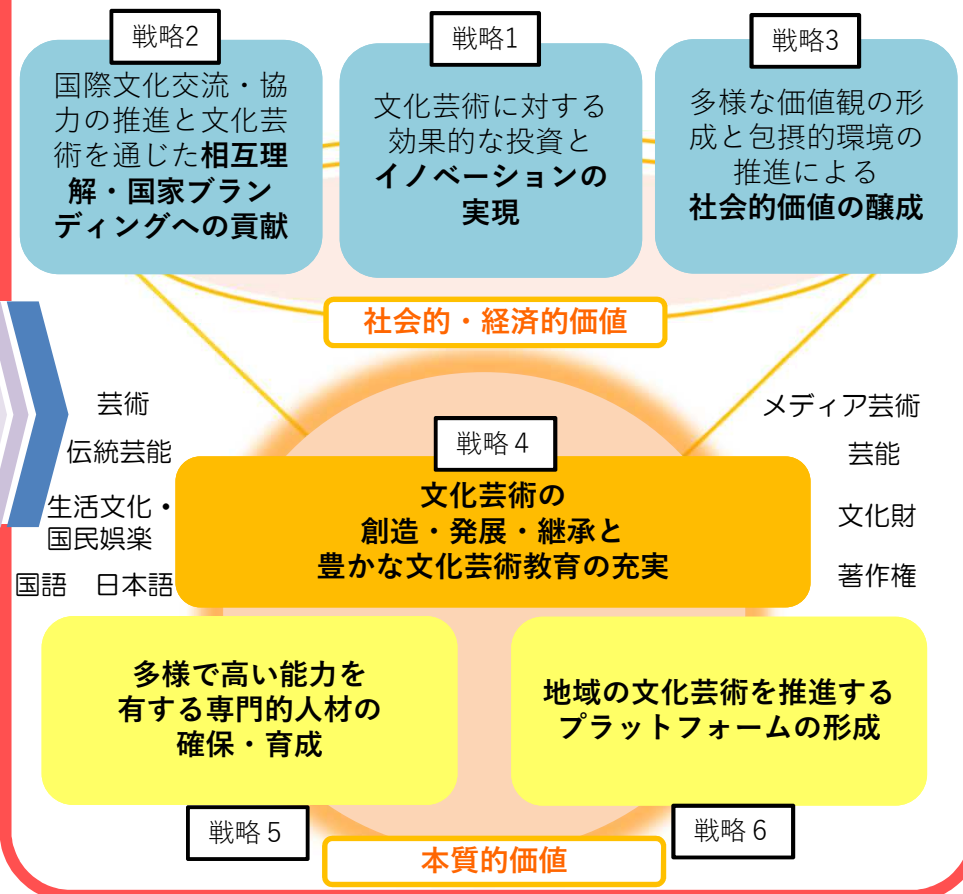 戦略2
国際文化交流・協
力の推進と文化芸
術を通じた相互理
解・国家ブラン
ディングへの貢献
戦略1
文化芸術に対する
効果的な投資と
イノベーションの
実現
戦略3
多様な価値観の形
成と包摂的環境の
推進による
社会的価値の醸成
社会的・経済的価値
芸術
伝統芸能
生活文化・
国民娯楽
国語 日本語
戦略4
文化芸術の
創造・発展・継承と
豊かな文化芸術教育の充実
メディア芸術
芸能
文化財
著作権
多様で高い能力を
有する専門的人材の
確保・育成
戦略5
地域の文化芸術を推進する
プラットフォームの形成
戦略6
本質的価値